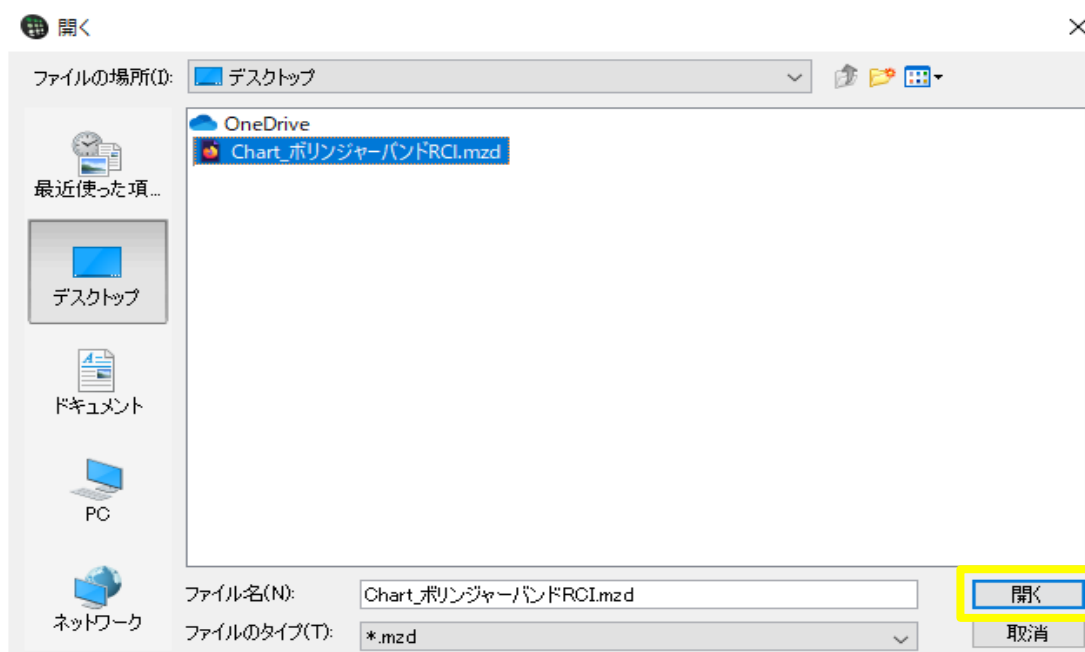 開く
ファイルの場所(I):
デスクトップ
OneDrive
Chart_ボリンジャーバンドRCI.mzd
最近使った項...
デスクトップ
ドキュメント
PC
ネットワーク
ファイル名(N):
Chart_ボリンジャーバンドRCI.mzd
開く
ファイルのタイプ(T):
*.mzd
取消